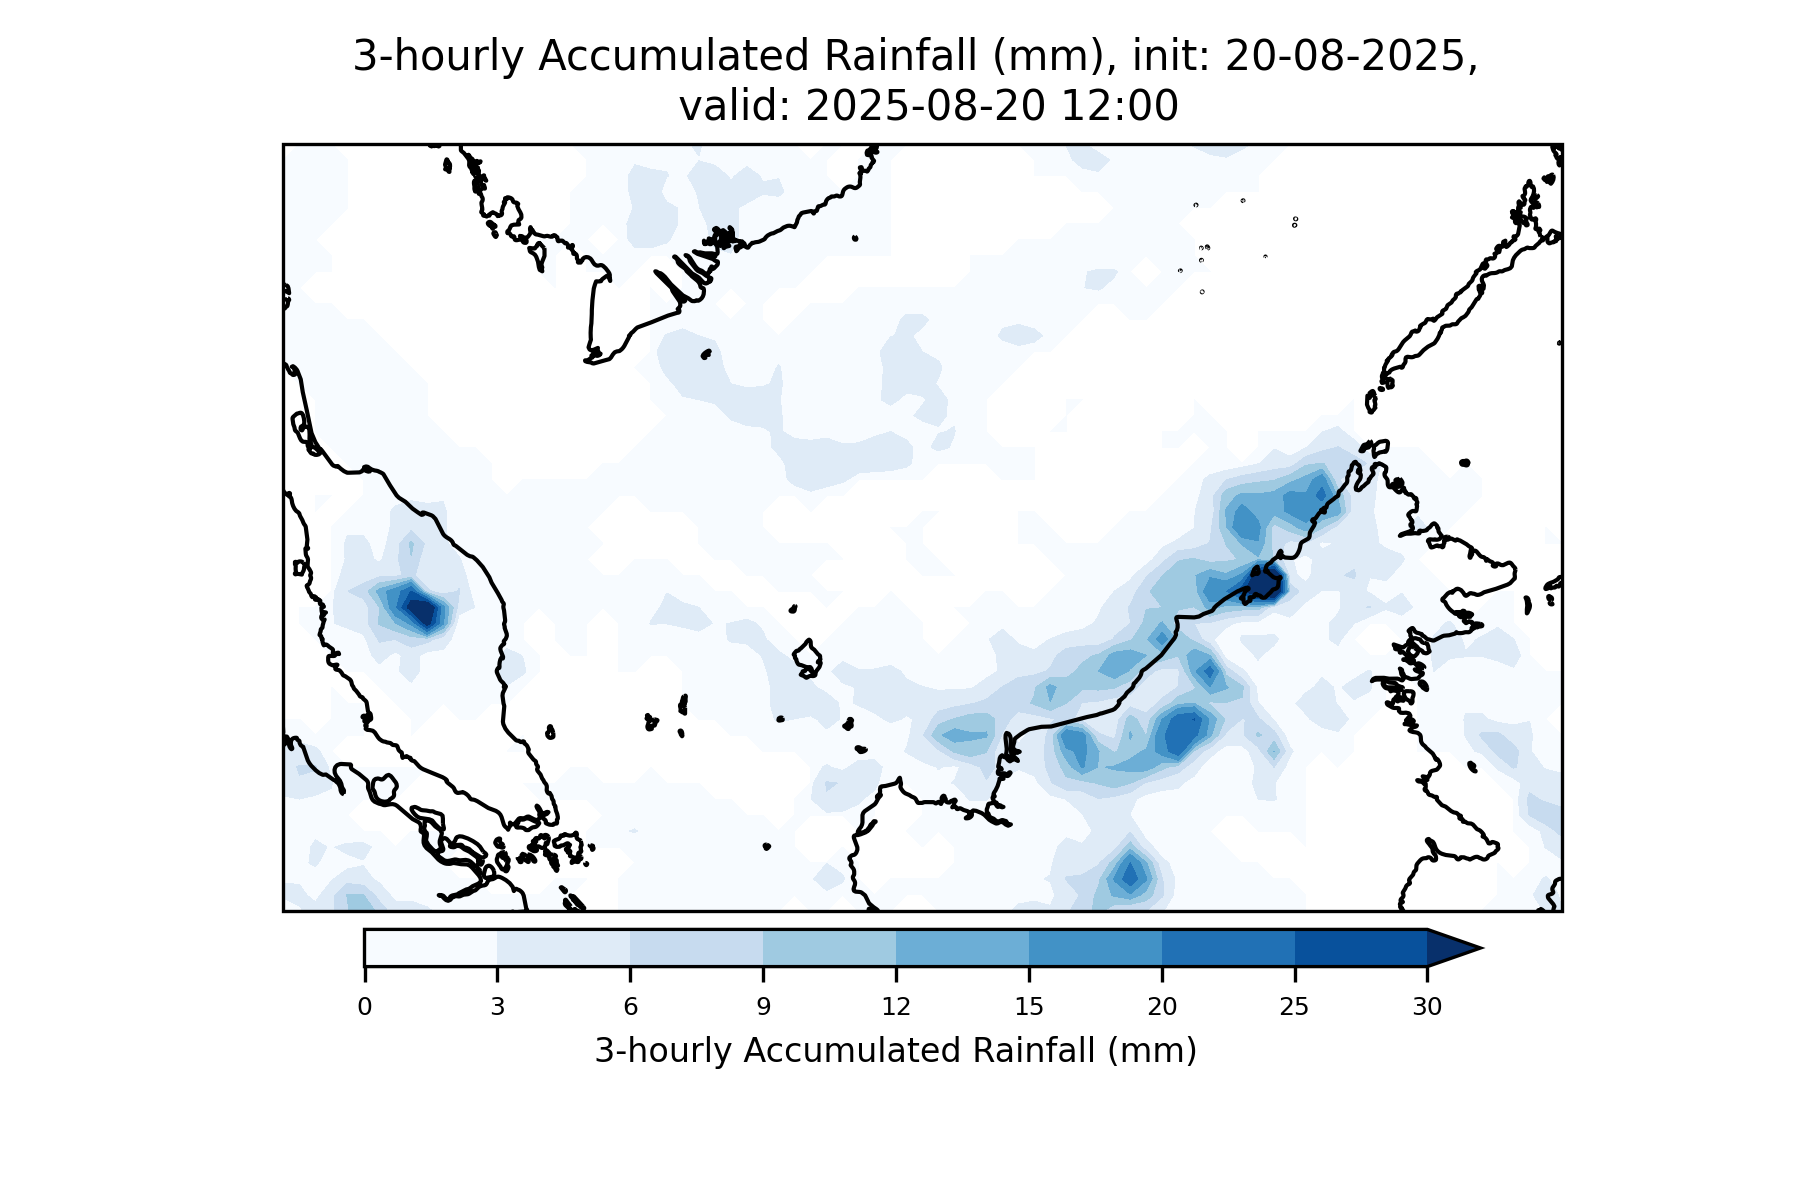 3-hourly Accumulated Rainfall (mm), init: 20-08-2025,
valid: 2025-08-20 12:00
0 3 6 9 12 15 20 25 30
3-hourly Accumulated Rainfall (mm)